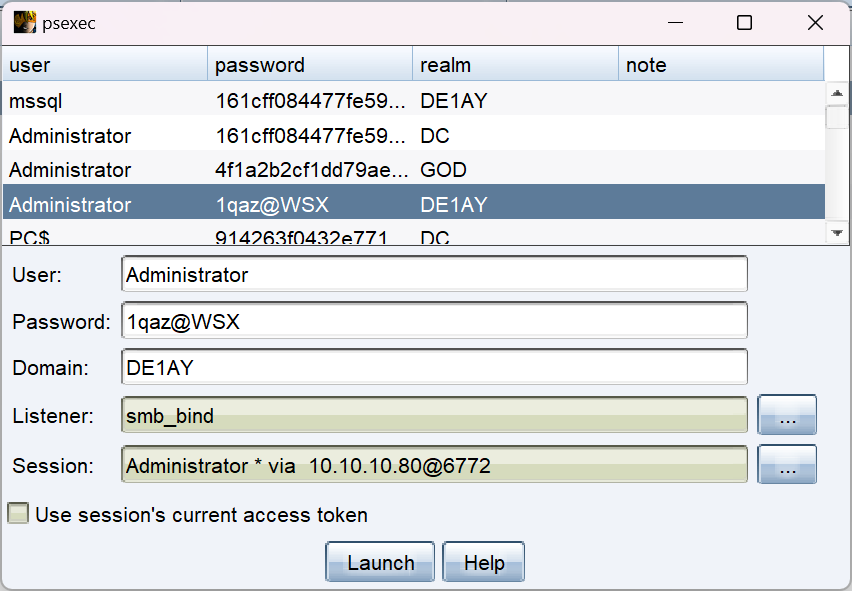 psexec
user password realm note
mssql 161cff084477fe59... DE1AY
Administrator 161cff084477fe59... DC
Administrator 4f1a2b2cf1dd79ae... GOD
Administrator 1qaz@WSX DE1AY
PC$ 914263f0432e771 DC
User: Administrator
Password: 1qaz@WSX
Domain: DE1AY
Listener: smb_bind ...
Session: Administrator * via 10.10.10.80@6772 ...
Use session's current access token
Launch Help